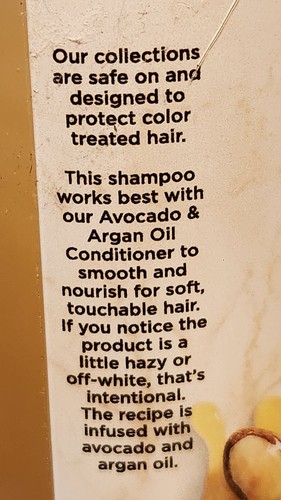 Our collections
are safe on and
designed to
protect color
treated hair.
This shampoo
works best with
our Avocado &
Argan Oil
Conditioner to
smooth and
nourish for soft,
touchable hair.
If you notice the
product is a
little hazy or
off-white, that's
intentional.
The recipe is
infused with
avocado and
argan oil.